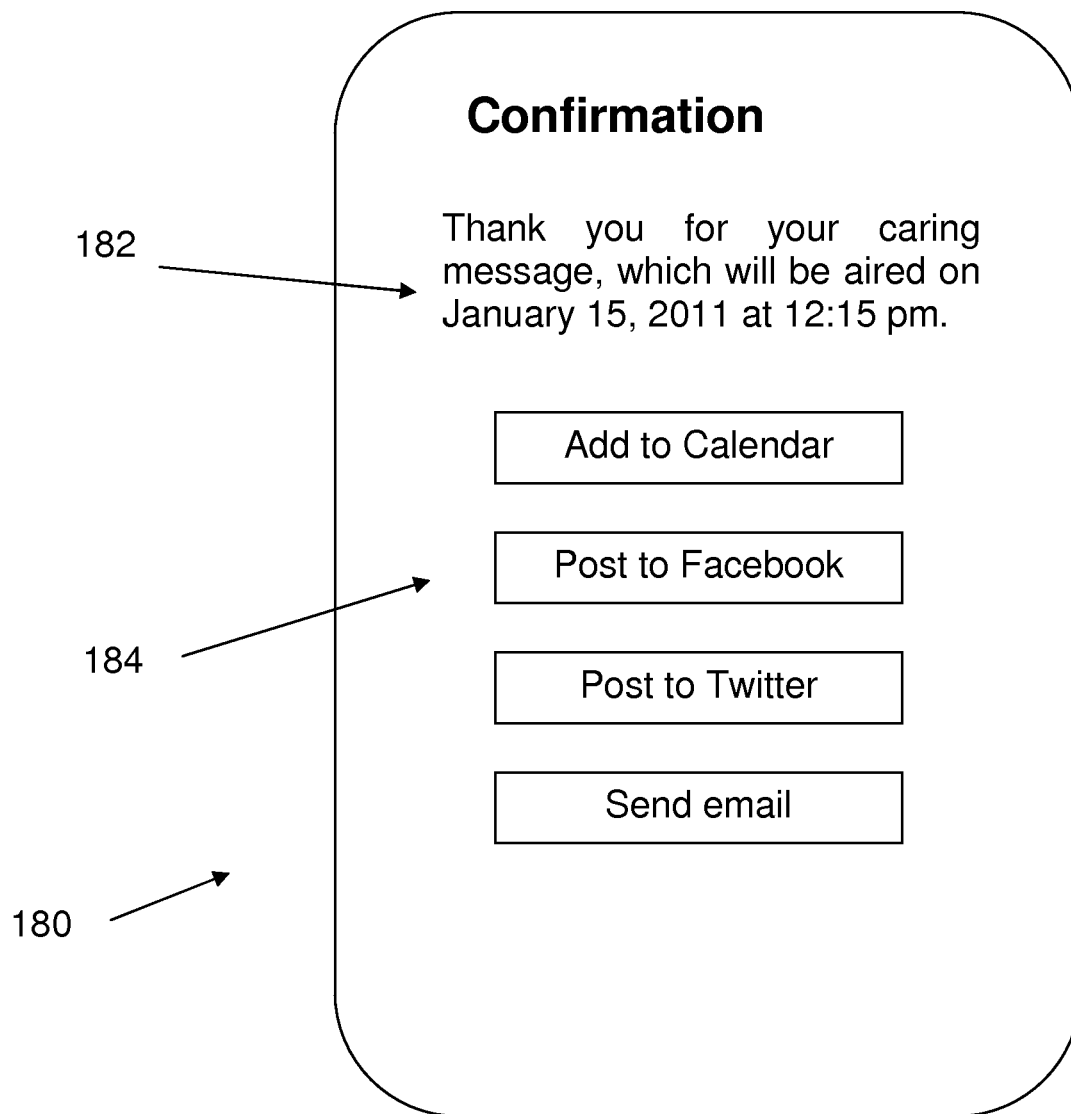 Confirmation
182
Thank you for your caring
message, which will be aired on
January 15, 2011 at 12:15 pm.
Add to Calendar
Post to Facebook
184
Post to Twitter
Send email
180